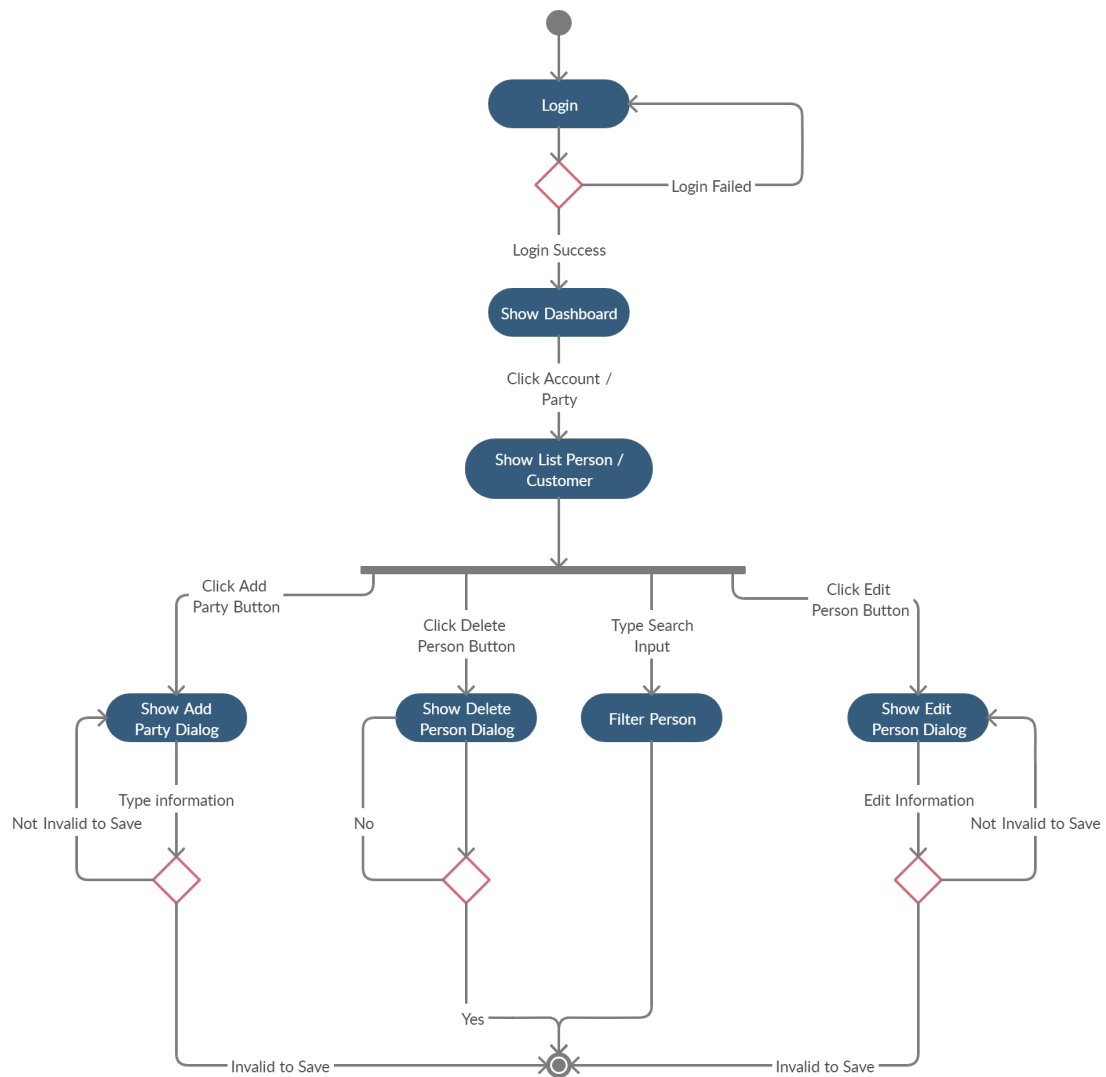 Login
Login Failed
Login Success
Show Dashboard
Click Account /
Party
Show List Person /
Customer
Click Add
Party Button
Click Delete
Person Button
Type Search
Input
Click Edit
Person Button
Show Add
Party Dialog
Show Delete
Person Dialog
Filter Person
Show Edit
Person Dialog
Type information
Not Invalid to Save
No
Edit Information
Not Invalid to Save
Yes
Invalid to Save
Invalid to Save